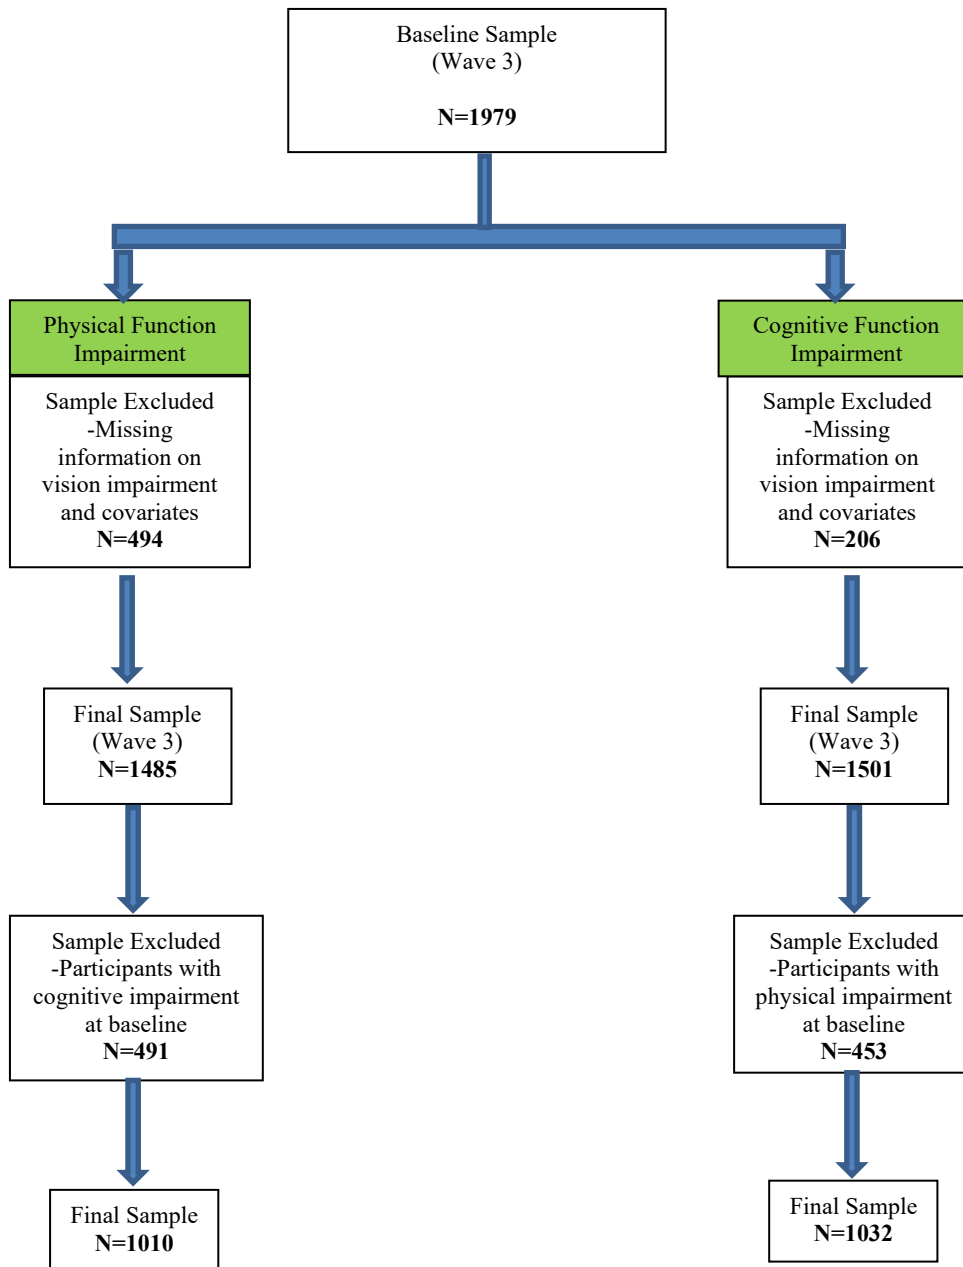 Baseline Sample
(Wave 3)
N=1979
Physical Function
Impairment
Sample Excluded
-Missing
information on
vision impairment
and covariates
N=494
Final Sample
(Wave 3)
N=1485
Sample Excluded
-Participants with
cognitive impairment
at baseline
N=491
Final Sample
N=1010
Cognitive Function
Impairment
Sample Excluded
-Missing
information on
vision impairment
and covariates
N=206
Final Sample
(Wave 3)
N=1501
Sample Excluded
-Participants with
physical impairment
at baseline
N=453
Final Sample
N=1032